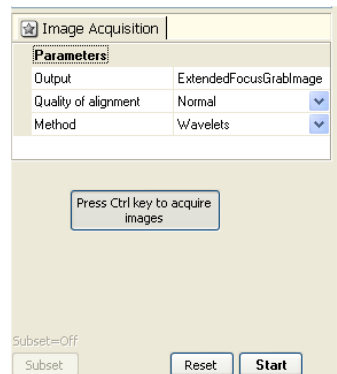 Image Acquisition
Parameters
Output ExtendedFocusGrabImage
Quality of alignment Normal
Method Wavelets
Press Ctrl key to acquire
images
Subset=Off
Subset Reset Start